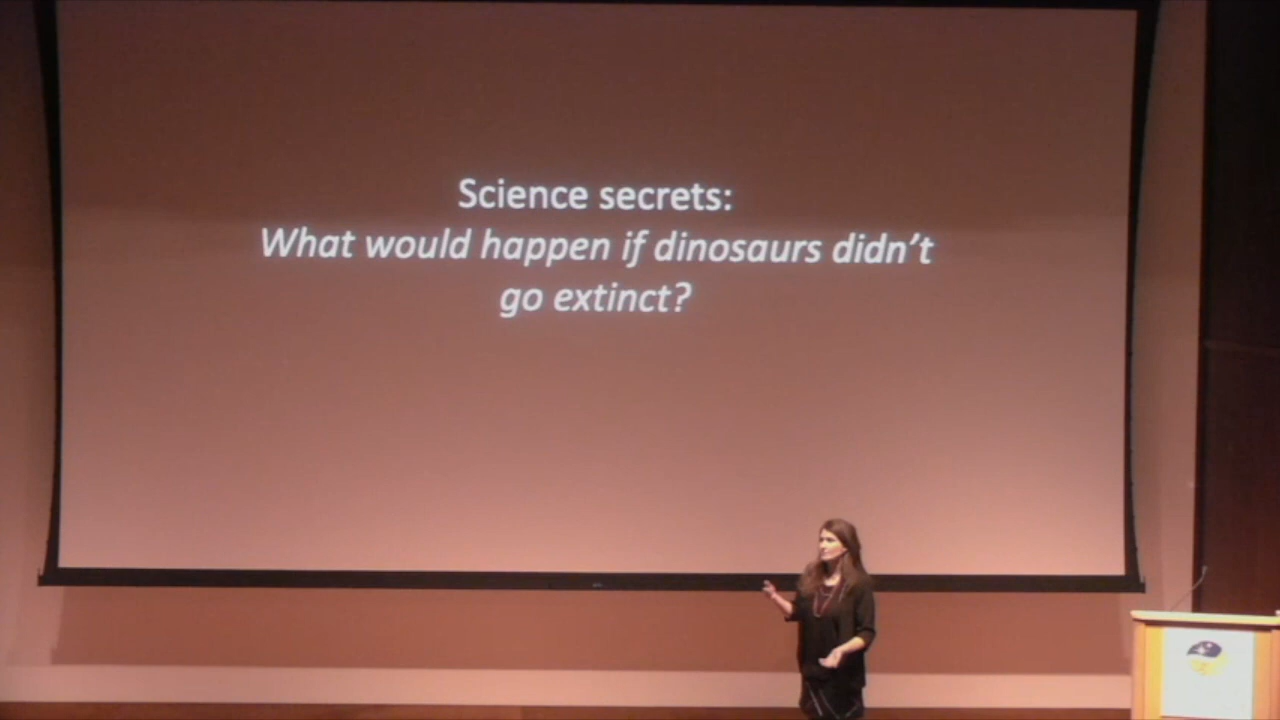 Science secrets:
What would happen if dinosaurs didn't
go extinct?